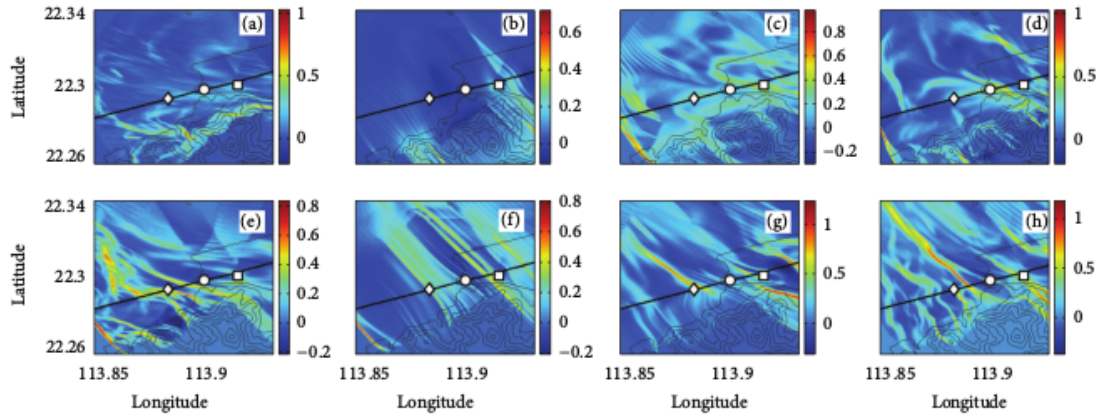 22.34 (a) 1 (b) 0.6 (c) 0.8 (d) 1
0.6
0.5 0.4 0.4 0.5
Latitude 22.3 0.2 0.2
0 0 0 0
22.26 −0.2
22.34 (e) 0.8 (f) 0.8 (g) 1 (h) 1
0.6 0.6
0.4 0.4 0.5 0.5
Latitude 22.3 0.2 0.2
0 0 0 0
22.26 −0.2 −0.2
113.85 113.9 113.85 113.9 113.85 113.9 113.85 113.9
Longitude Longitude Longitude Longitude